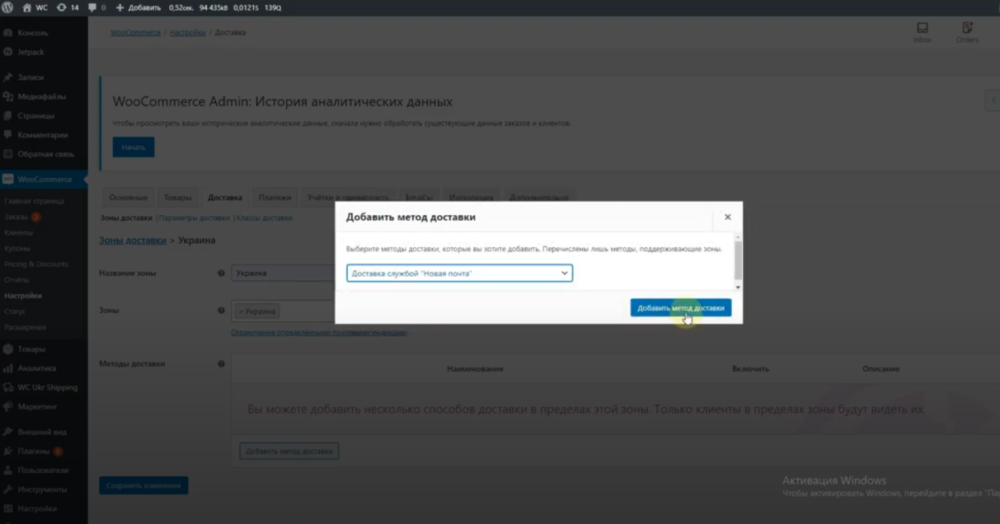 WC 14 0 + Добавить 0,52сек. 94 435кВ 0,0121S 139Q
Консоль
Jetpack
Записи
Медиафайлы
Страницы
Комментарии
Обратная связь
WooCommerce
Главная страница
Заказы 2
Клиенты
Купоны
Pricing & Discounts
Отчёты
Настройки
Статус
Расширения
Товары
Аналитика
WC Ukr Shipping
Маркетинг
Внешний вид
Плагины
Пользователи
Инструменты
Настройки
WooCommerce / Настройки / Доставка
Inbox
Orders
WooCommerce Admin: История аналитических данных
Чтобы просмотреть ваши исторические аналитические данные, сначала нужно обработать существующие данные заказов и клиентов.
Начать
Основные Товары Доставка Платежи Учётки и приватность Emailы Интеграция Дополнительно
Зоны доставки | Параметры доставки | Классы доставки
Зоны доставки > Украина
Название зоны
Украина
Зоны
× Украина
Ограничение определёнными
Методы доставки
Наименование Включить Описание
Вы можете добавить несколько способов доставки в пределах этой зоны. Только клиенты в пределах зоны будут видеть их.
Добавить метод доставки
Сохранить изменения
Добавить метод доставки
×
Выберите методы доставки, которые вы хотите добавить. Перечислены лишь методы, поддерживающие зоны.
Доставка службой "Новая почта"
Добавить метод доставки
Активация Windows
Чтобы активировать Windows, перейдите в раздел "Па